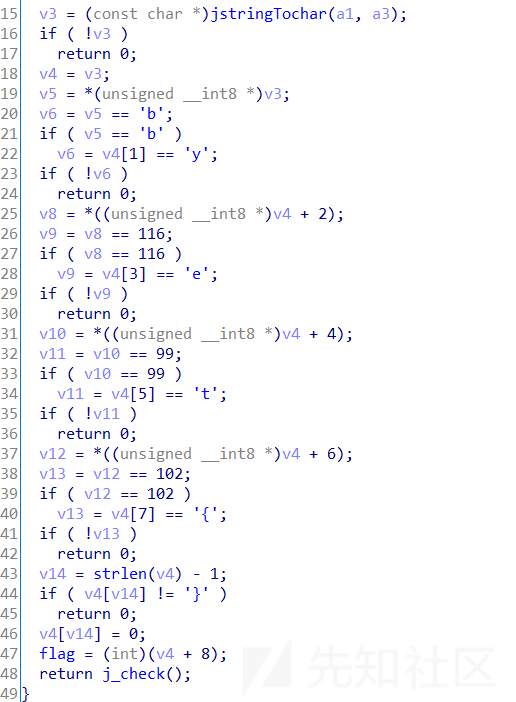 15 v3 = (const char *)jstringTochar(a1, a3);
16 if ( !v3 )
17 return 0;
18 v4 = v3;
19 v5 = *(unsigned __int8 *)v3;
20 v6 = v5 == 'b';
21 if ( v5 == 'b' )
22 v6 = v4[1] == 'y';
23 if ( !v6 )
24 return 0;
25 v8 = *((unsigned __int8 *)v4 + 2);
26 v9 = v8 == 116;
27 if ( v8 == 116 )
28 v9 = v4[3] == 'e';
29 if ( !v9 )
30 return 0;
31 v10 = *((unsigned __int8 *)v4 + 4);
32 v11 = v10 == 99;
33 if ( v10 == 99 )
34 v11 = v4[5] == 't';
35 if ( !v11 )
36 return 0;
37 v12 = *((unsigned __int8 *)v4 + 6);
38 v13 = v12 == 102;
39 if ( v12 == 102 )
40 v13 = v4[7] == '{';
41 if ( !v13 )
42 return 0;
43 v14 = strlen(v4) - 1;
44 if ( v4[v14] != '}' )
45 return 0;
46 v4[v14] = 0;
47 flag = (int)(v4 + 8);
48 return j_check();
49 }
先知社区